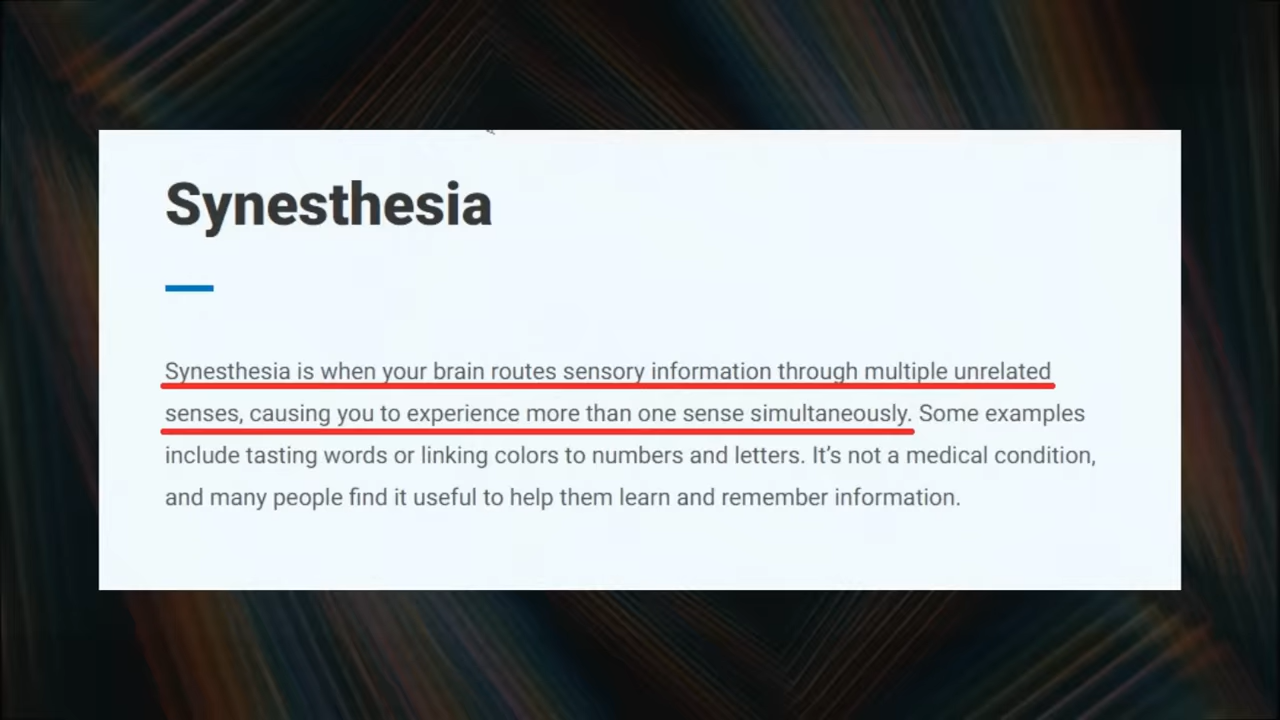 Synesthesia
Synesthesia is when your brain routes sensory information through multiple unrelated
senses, causing you to experience more than one sense simultaneously. Some examples
include tasting words or linking colors to numbers and letters. It’s not a medical condition,
and many people find it useful to help them learn and remember information.